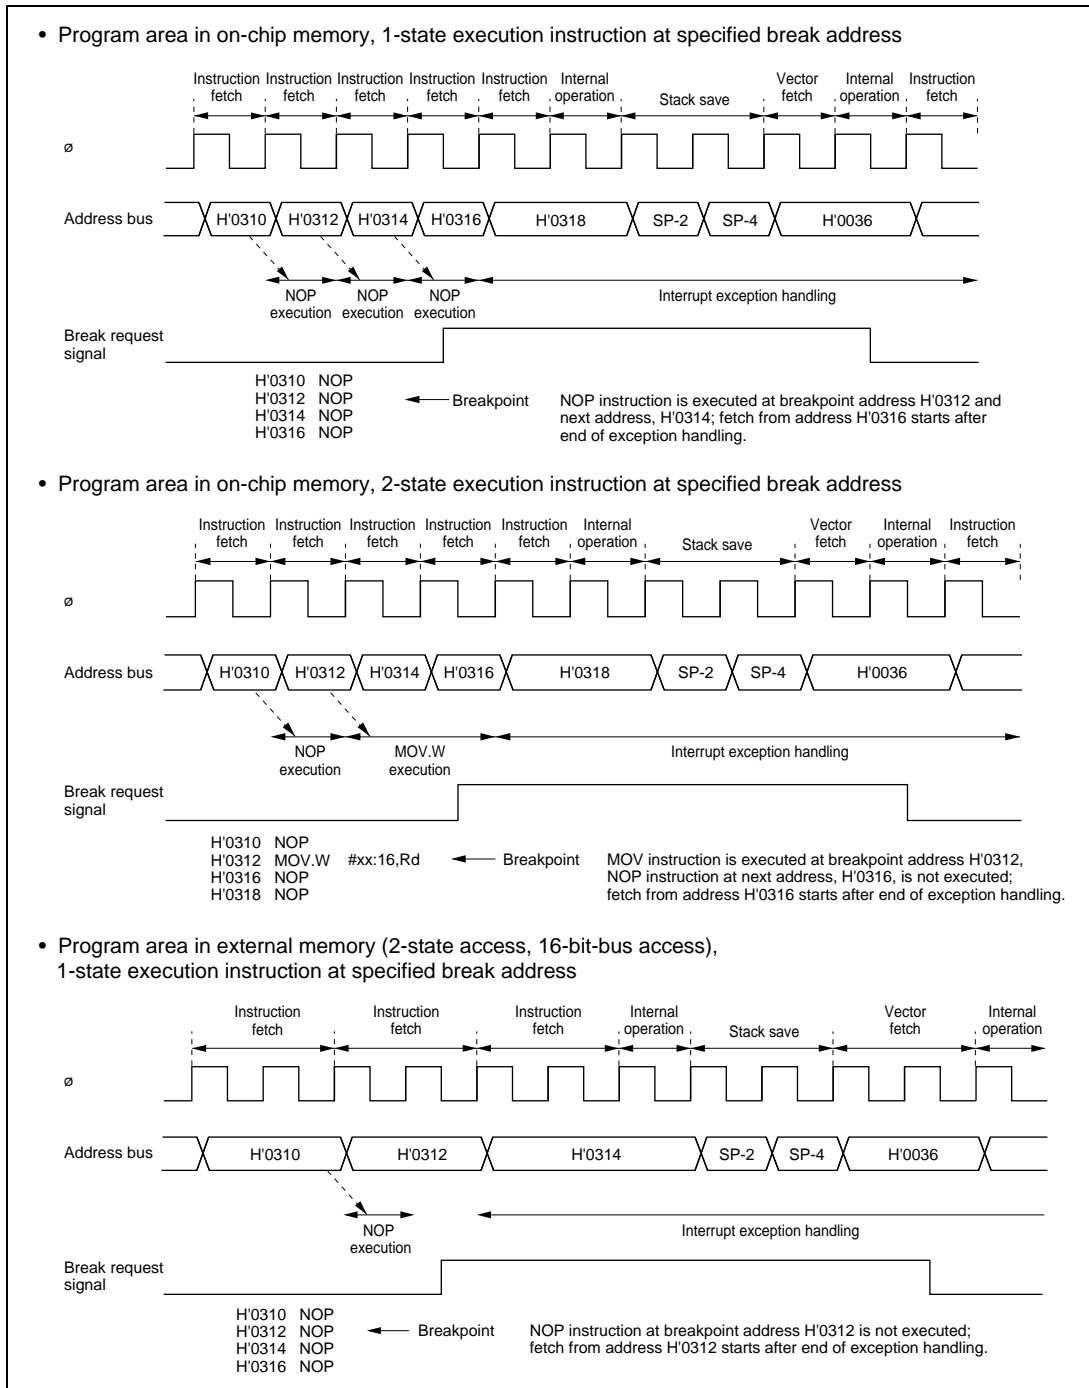 • Program area in on-chip memory, 1-state execution instruction at specified break address
Instruction fetch Instruction fetch Instruction fetch Instruction fetch Instruction fetch Internal operation Stack save Vector fetch Internal operation Instruction fetch
ø
Address bus H'0310 H'0312 H'0314 H'0316 H'0318 SP-2 SP-4 H'0036
NOP execution NOP execution NOP execution Interrupt exception handling
Break request signal
H'0310 NOP
H'0312 NOP Breakpoint NOP instruction is executed at breakpoint address H'0312 and
H'0314 NOP next address, H'0314; fetch from address H'0316 starts after
H'0316 NOP end of exception handling.
• Program area in on-chip memory, 2-state execution instruction at specified break address
Instruction fetch Instruction fetch Instruction fetch Instruction fetch Instruction fetch Internal operation Stack save Vector fetch Internal operation Instruction fetch
ø
Address bus H'0310 H'0312 H'0314 H'0316 H'0318 SP-2 SP-4 H'0036
NOP execution MOV.W execution Interrupt exception handling
Break request signal
H'0310 NOP
H'0312 MOV.W #xx:16,Rd Breakpoint MOV instruction is executed at breakpoint address H'0312,
H'0316 NOP NOP instruction at next address, H'0316, is not executed;
H'0318 NOP fetch from address H'0316 starts after end of exception handling.
• Program area in external memory (2-state access, 16-bit-bus access),
1-state execution instruction at specified break address
Instruction fetch Instruction fetch Instruction fetch Internal operation Stack save Vector fetch Internal operation
ø
Address bus H'0310 H'0312 H'0314 SP-2 SP-4 H'0036
NOP execution Interrupt exception handling
Break request signal
H'0310 NOP
H'0312 NOP Breakpoint NOP instruction at breakpoint address H'0312 is not executed;
H'0314 NOP fetch from address H'0312 starts after end of exception handling.
H'0316 NOP